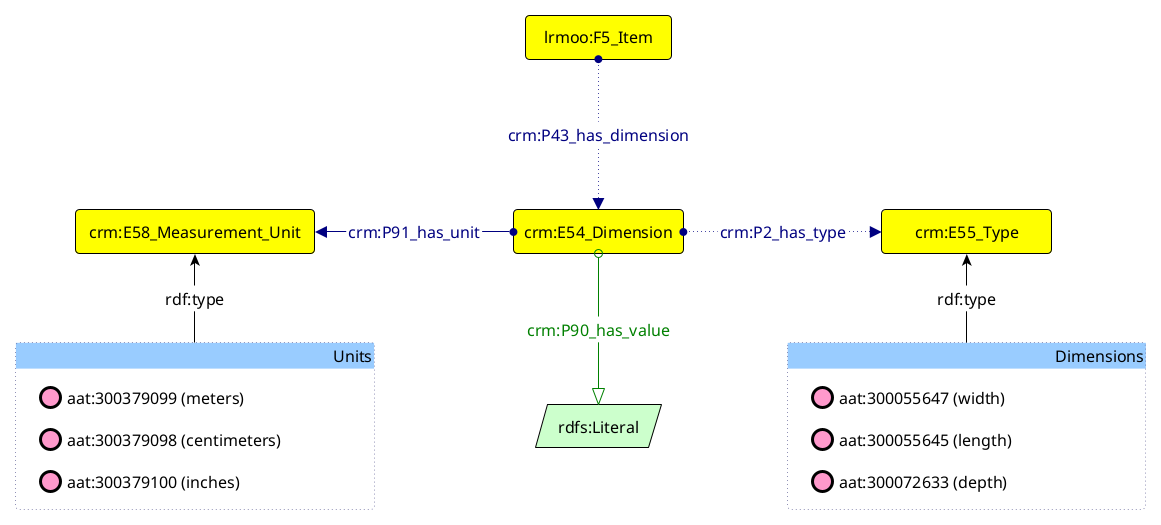 lrmoo:F5_Item
crm:P43_has_dimension
crm:E58_Measurement_Unit
crm:P91_has_unit
crm:E54_Dimension
crm:P2_has_type
crm:E55_Type
rdf:type
rdf:type
crm:P90_has_value
Units
aat:300379099 (meters)
aat:300379098 (centimeters)
aat:300379100 (inches)
rdfs:Literal
Dimensions
aat:300055647 (width)
aat:300055645 (length)
aat:300072633 (depth)